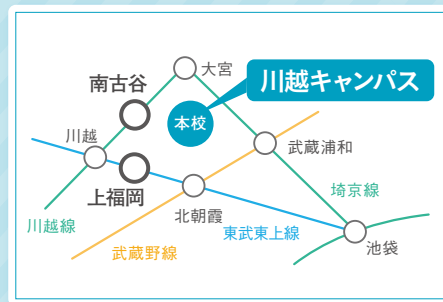 大宮
川越キャンパス
南古谷
本校
川越
武蔵浦和
上福岡
埼京線
北朝霞
川越線
東武東上線
武蔵野線
池袋